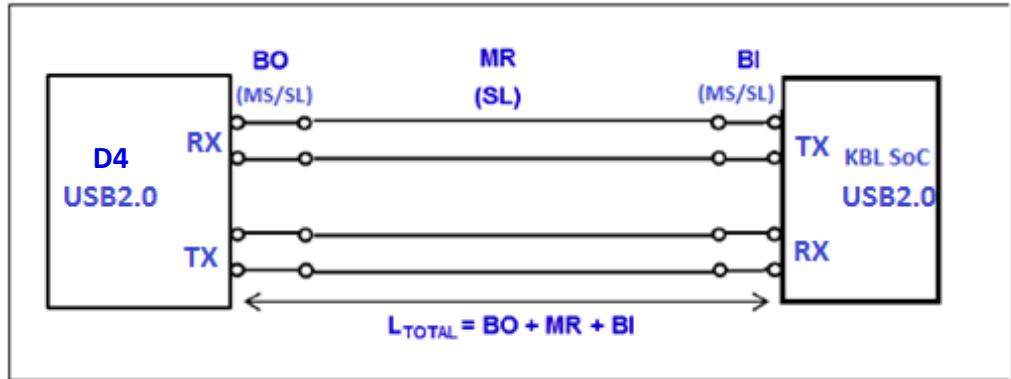 BO MR BI
(MS/SL) (SL) (MS/SL)
RX TX
D4 KBL SoC
USB2.0 USB2.0
TX RX
LTOTAL = BO + MR + BI